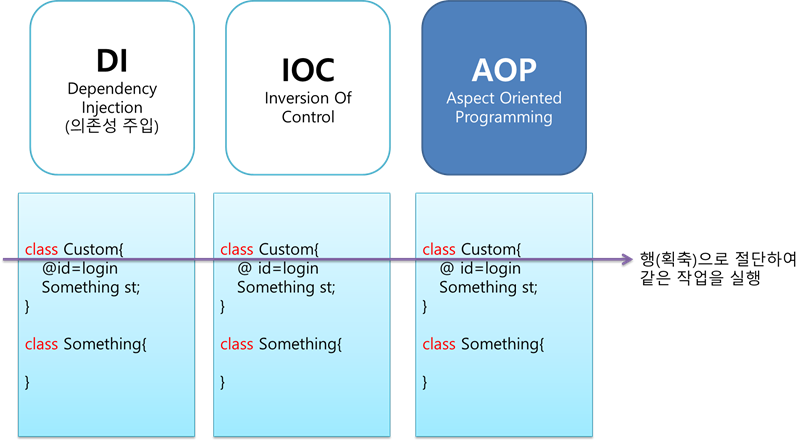 DI
Dependency
Injection
(의존성 주입)
IOC
Inversion Of
Control
AOP
Aspect Oriented
Programming
class Custom{
@id=login
Something st;
}
class Something{
}
class Custom{
@ id=login
Something st;
}
class Something{
}
class Custom{
@ id=login
Something st;
}
class Something{
}
행(획축)으로 절단하여
같은 작업을 실행